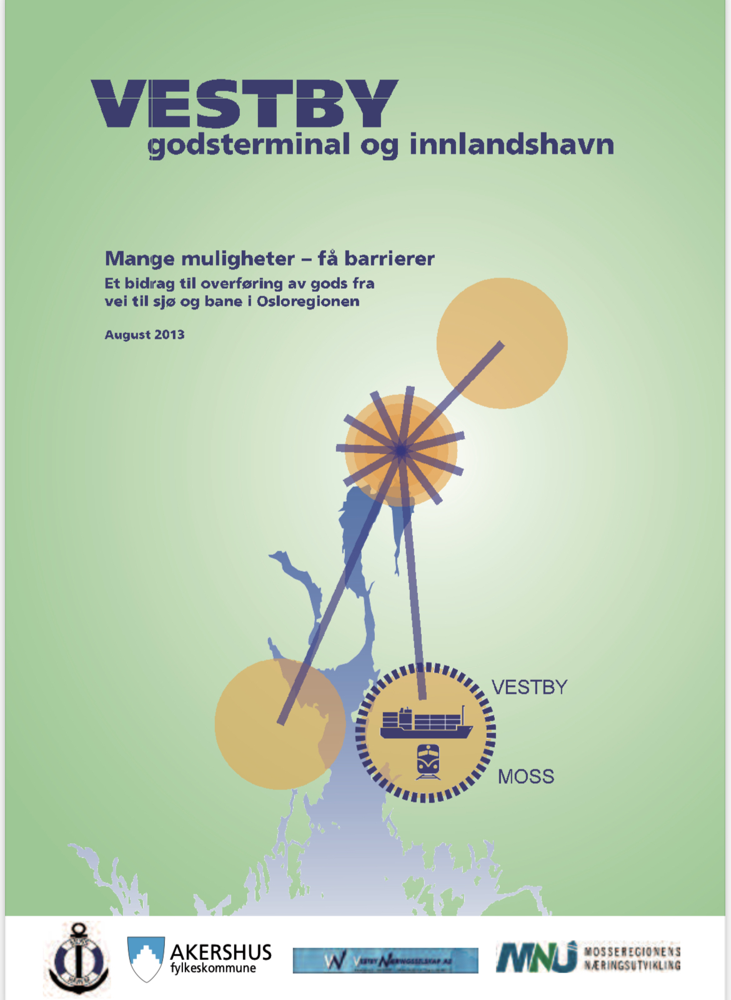 VESTBY
godsterminal og innlandshavn
Mange muligheter – få barrierer
Et bidrag til overføring av gods fra
vei til sjø og bane i Osloregionen
August 2013
VESTBY
MOSS
AKERSHUS
fylkeskommune
VESTBY NÆRINGSSELSKAP AS
MNU
MOSSEREGIONENS
NÆRINGSUTVIKLING